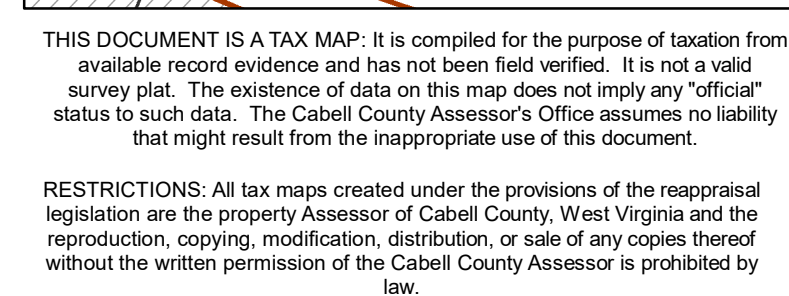 THIS DOCUMENT IS A TAX MAP: It is compiled for the purpose of taxation from
available record evidence and has not been field verified.  It is not a valid
survey plat.  The existence of data on this map does not imply any "official"
status to such data.  The Cabell County Assessor's Office assumes no liability
that might result from the inappropriate use of this document.
RESTRICTIONS: All tax maps created under the provisions of the reappraisal
legislation are the property Assessor of Cabell County, West Virginia and the
reproduction, copying, modification, distribution, or sale of any copies thereof
without the written permission of the Cabell County Assessor is prohibited by
law.